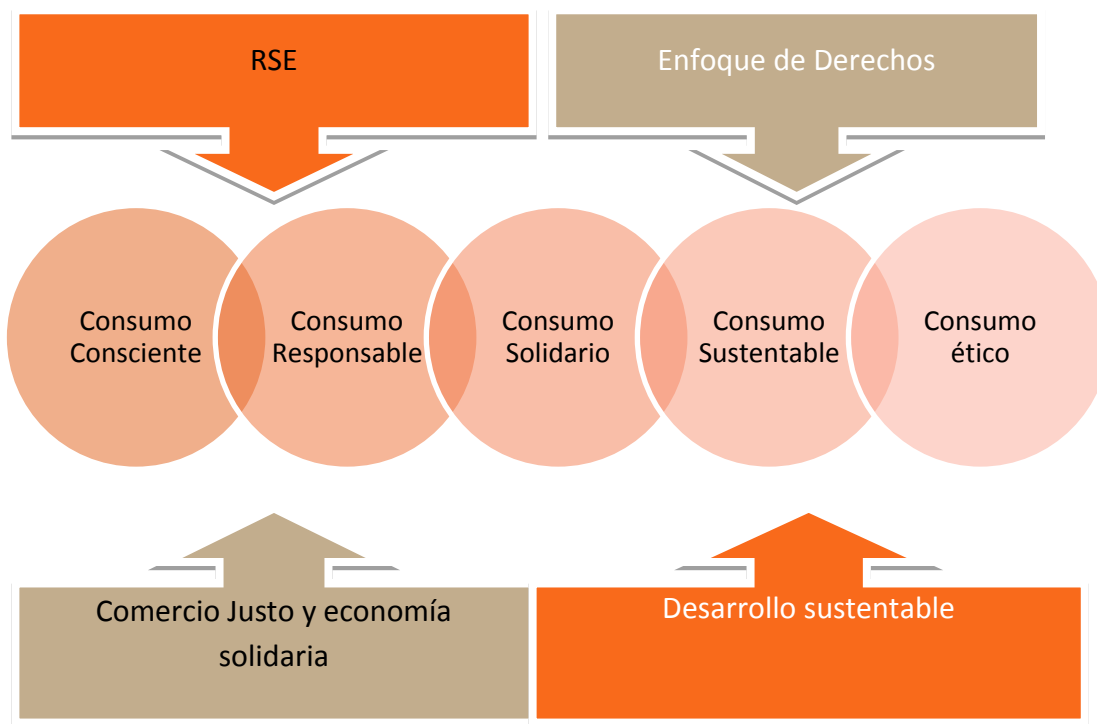 RSE
Enfoque de Derechos
Consumo
Consciente
Consumo
Responsable
Consumo
Solidario
Consumo
Sustentable
Consumo
ético
Comercio Justo y economía
solidaria
Desarrollo sustentable